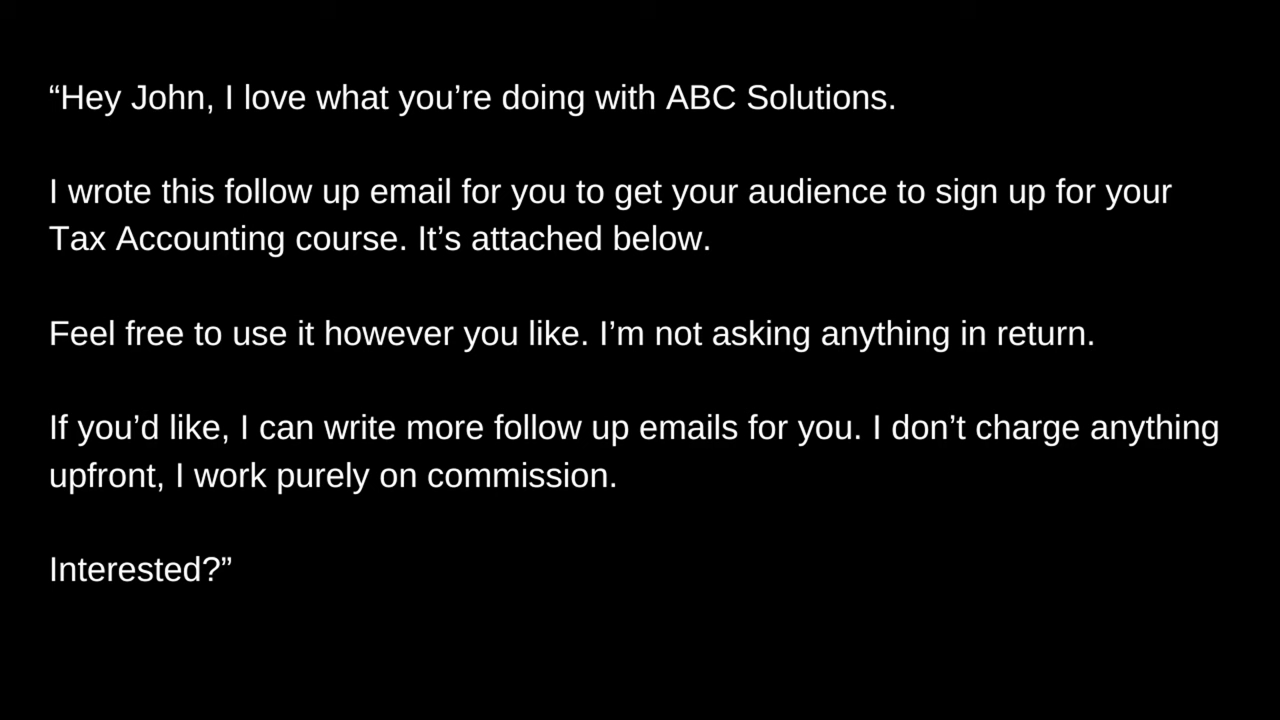 “Hey John, I love what you’re doing with ABC Solutions.
I wrote this follow up email for you to get your audience to sign up for your
Tax Accounting course. It’s attached below.
Feel free to use it however you like. I’m not asking anything in return.
If you’d like, I can write more follow up emails for you. I don’t charge anything
upfront, I work purely on commission.
Interested?”